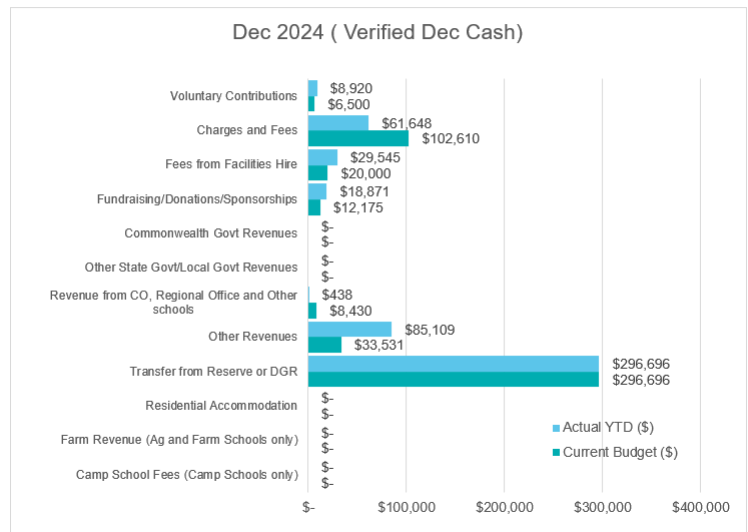 Dec 2024 ( Verified Dec Cash)
Voluntary Contributions
$8,920
$6,500
Charges and Fees
$61,648
$102,610
Fees from Facilities Hire
$29,545
$20,000
Fundraising/Donations/Sponsorships
$18,871
$12,175
Commonwealth Govt Revenues
$-
$-
Other State Govt/Local Govt Revenues
$-
$-
Revenue from CO, Regional Office and Other
schools
$438
$8,430
Other Revenues
$85,109
$33,531
Transfer from Reserve or DGR
$296,696
$296,696
Residential Accommodation
$-
$-
Farm Revenue (Ag and Farm Schools only)
$-
$-
Camp School Fees (Camp Schools only)
$-
$-
Actual YTD ($)
Current Budget ($)
$- $100,000 $200,000 $300,000 $400,000